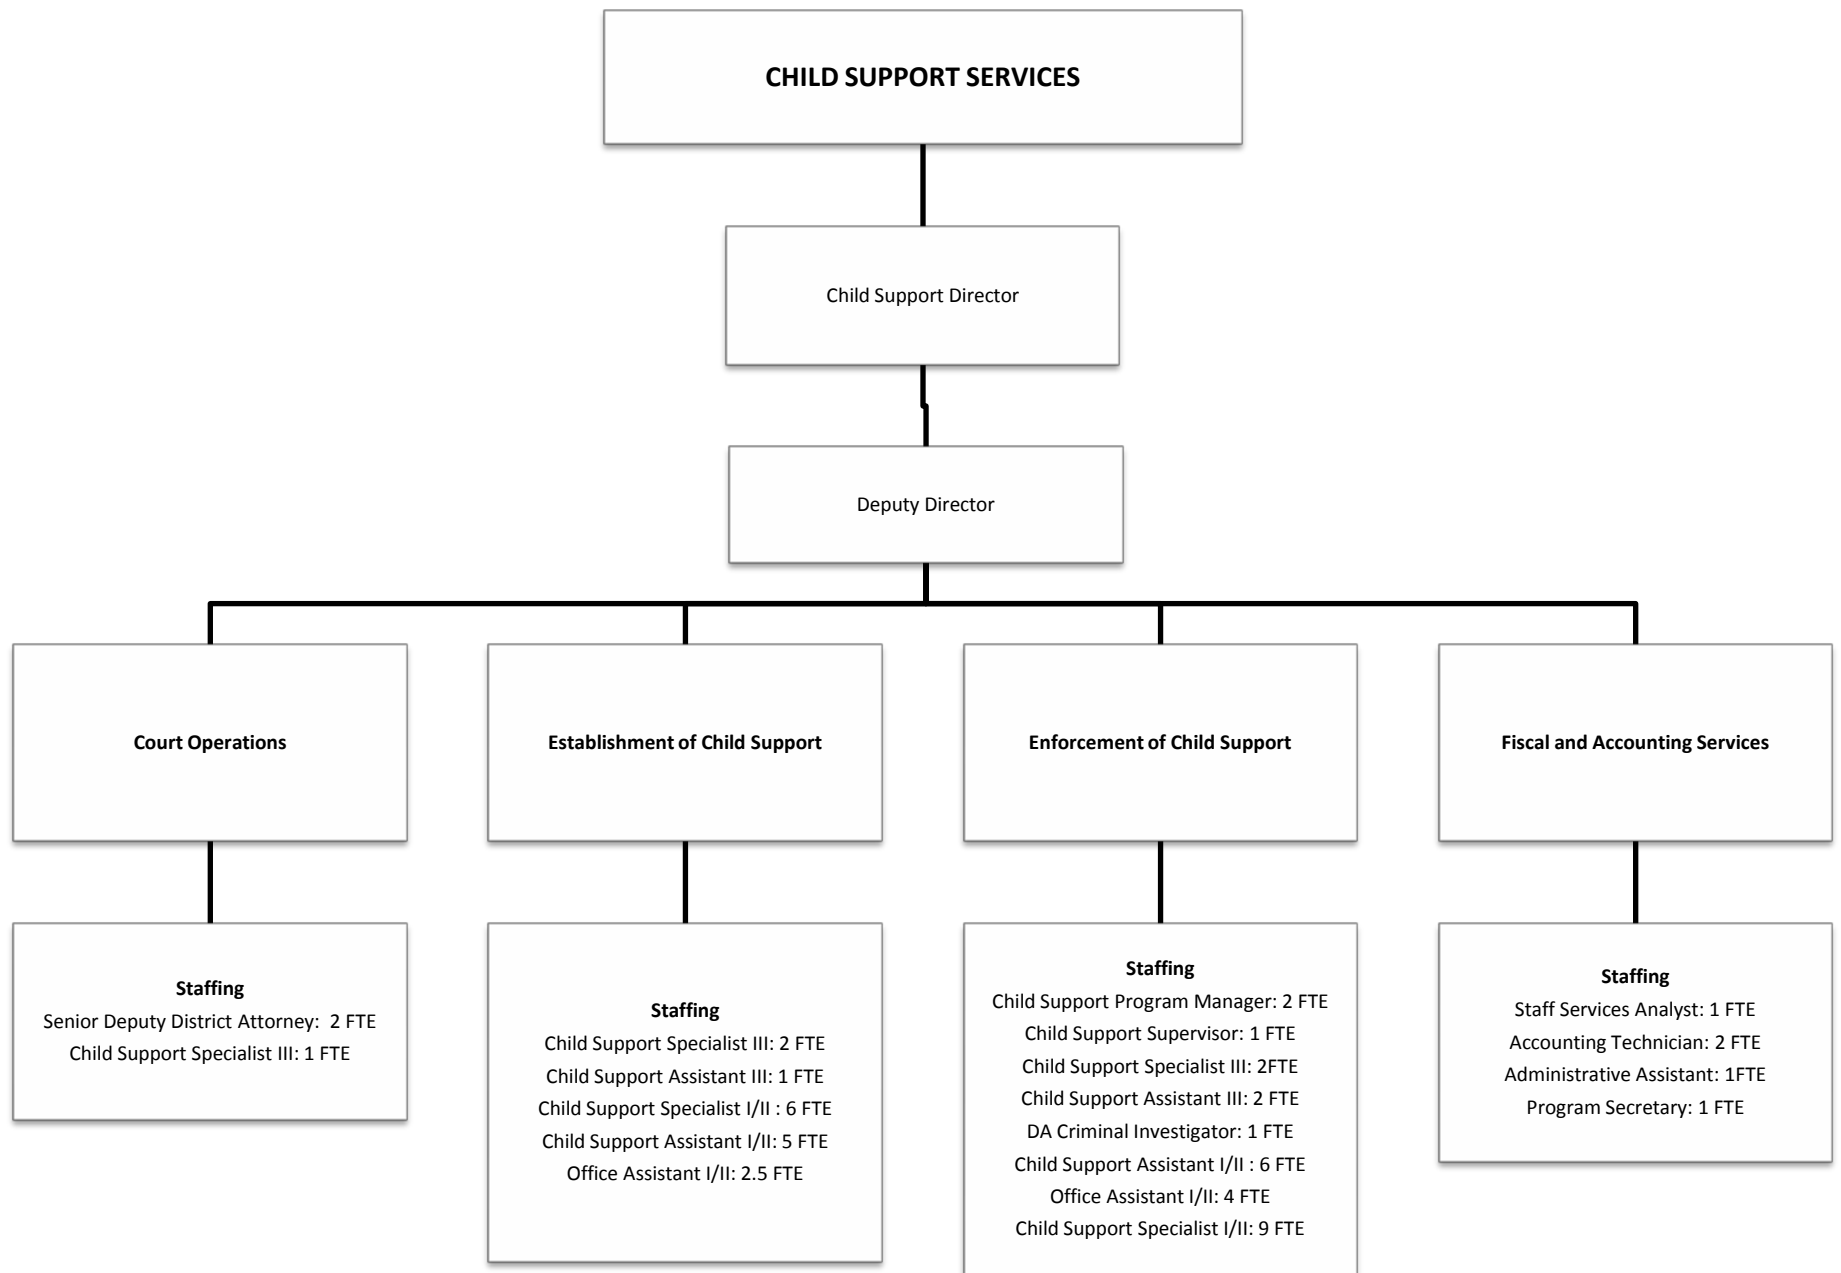 CHILD SUPPORT SERVICES
Child Support Director
Deputy Director
Court Operations
Establishment of Child Support
Enforcement of Child Support
Fiscal and Accounting Services
Staffing
Senior Deputy District Attorney:  2 FTE
Child Support Specialist III: 1 FTE
Staffing
Child Support Specialist III: 2 FTE
Child Support Assistant III: 1 FTE
Child Support Specialist I/II : 6 FTE
Child Support Assistant I/II: 5 FTE
Office Assistant I/II: 2.5 FTE
Staffing
Child Support Program Manager: 2 FTE
Child Support Supervisor: 1 FTE
Child Support Specialist III: 2FTE
Child Support Assistant III: 2 FTE
DA Criminal Investigator: 1 FTE
Child Support Assistant I/II : 6 FTE
Office Assistant I/II: 4 FTE
Child Support Specialist I/II: 9 FTE
Staffing
Staff Services Analyst: 1 FTE
Accounting Technician: 2 FTE
Administrative Assistant: 1FTE
Program Secretary: 1 FTE